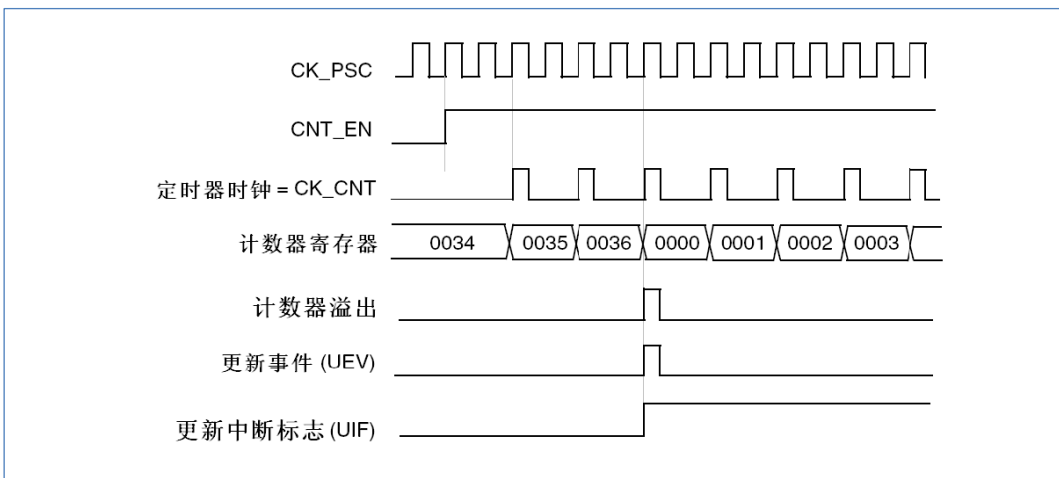 CK_PSC
CNT_EN
定时器时钟 = CK_CNT
计数器寄存器 0034 0035 0036 0000 0001 0002 0003
计数器溢出
更新事件 (UEV)
更新中断标志 (UIF)